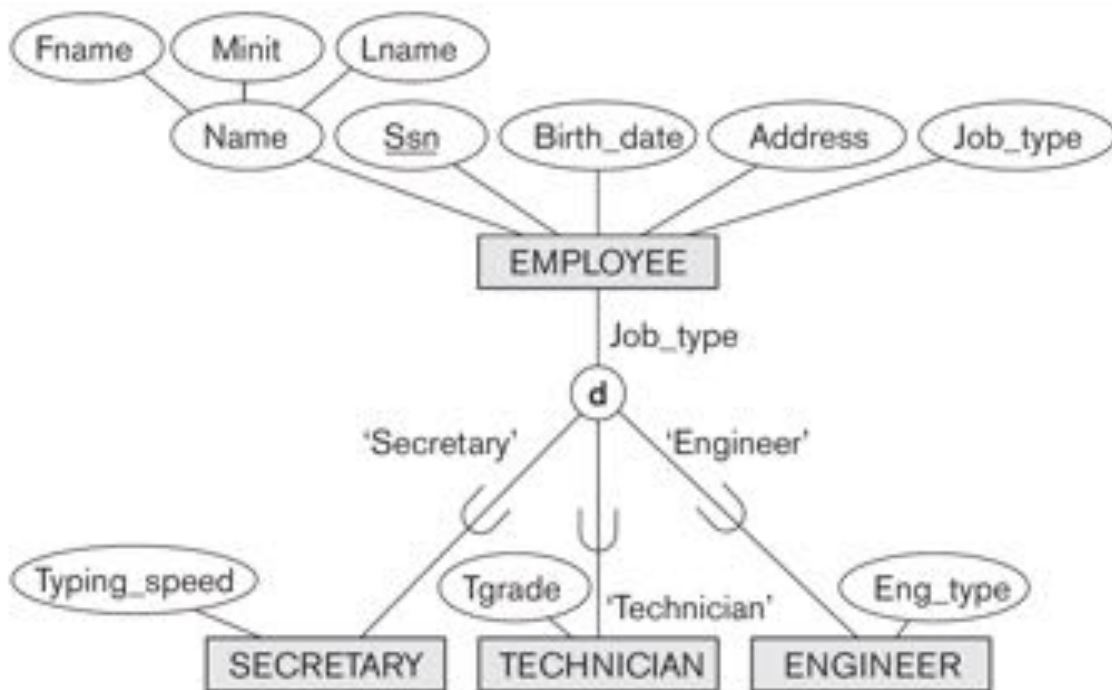 Fname Minit Lname
Name Ssn Birth_date Address Job_type
EMPLOYEE
Job_type
d
‘Secretary’ ‘Engineer’
Typing_speed Tgrade ‘Technician’ Eng_type
SECRETARY TECHNICIAN ENGINEER